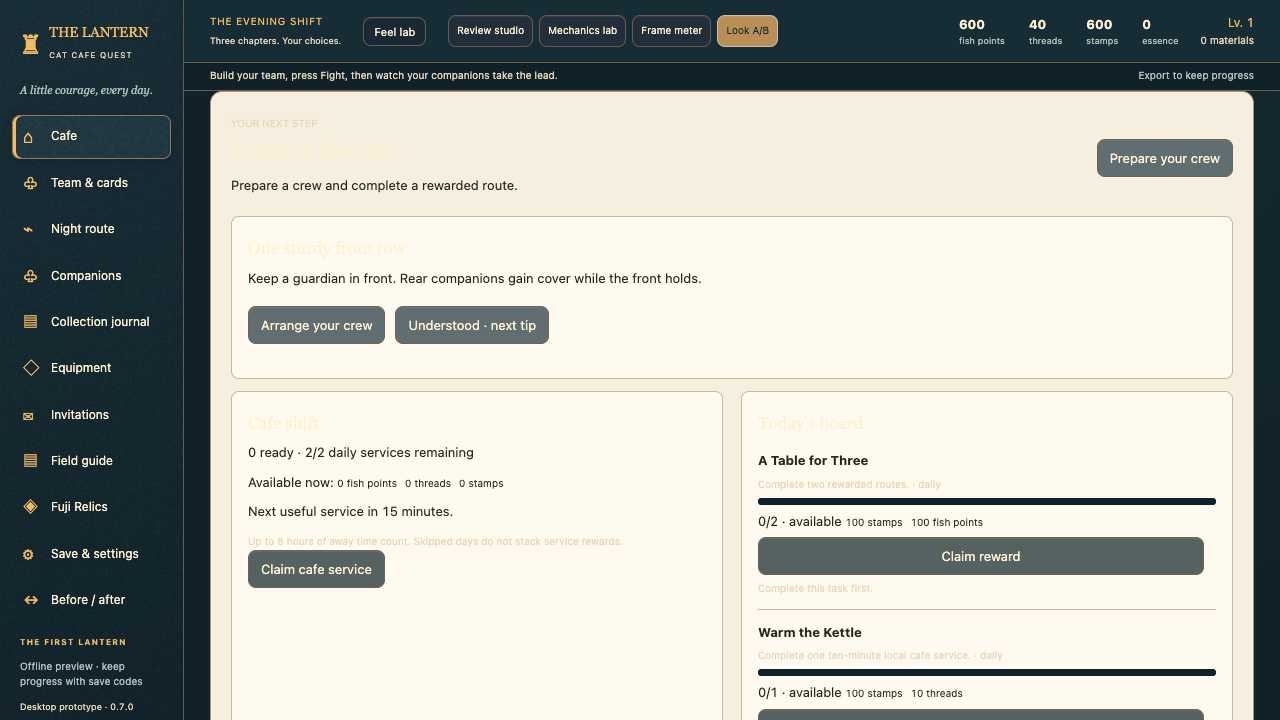 THE LANTERN
CAT CAFE QUEST
A little courage, every day.
Cafe
Team & cards
Night route
Companions
Collection journal
Equipment
Invitations
Field guide
Fuji Relics
Save & settings
Before / after
THE FIRST LANTERN
Offline preview · keep
progress with save codes
Desktop prototype · 0.7.0
THE EVENING SHIFT
Three chapters. Your choices.
Feel lab
Review studio
Mechanics lab
Frame meter
Look A/B
600 fish points
40 threads
600 stamps
0 essence
Lv. 1
0 materials
Build your team, press Fight, then watch your companions take the lead.
Export to keep progress
YOUR NEXT STEP
Today at the cafe
Prepare a crew and complete a rewarded route.
Prepare your crew
One sturdy front row
Keep a guardian in front. Rear companions gain cover while the front holds.
Arrange your crew
Understood · next tip
Cafe shift
0 ready · 2/2 daily services remaining
Available now: 0 fish points 0 threads 0 stamps
Next useful service in 15 minutes.
Up to 8 hours of away time count. Skipped days do not stack service rewards.
Claim cafe service
Today's board
A Table for Three
Complete two rewarded routes. · daily
0/2 · available 100 stamps 100 fish points
Claim reward
Complete this task first.
Warm the Kettle
Complete one ten-minute local cafe service. · daily
0/1 · available 100 stamps 10 threads